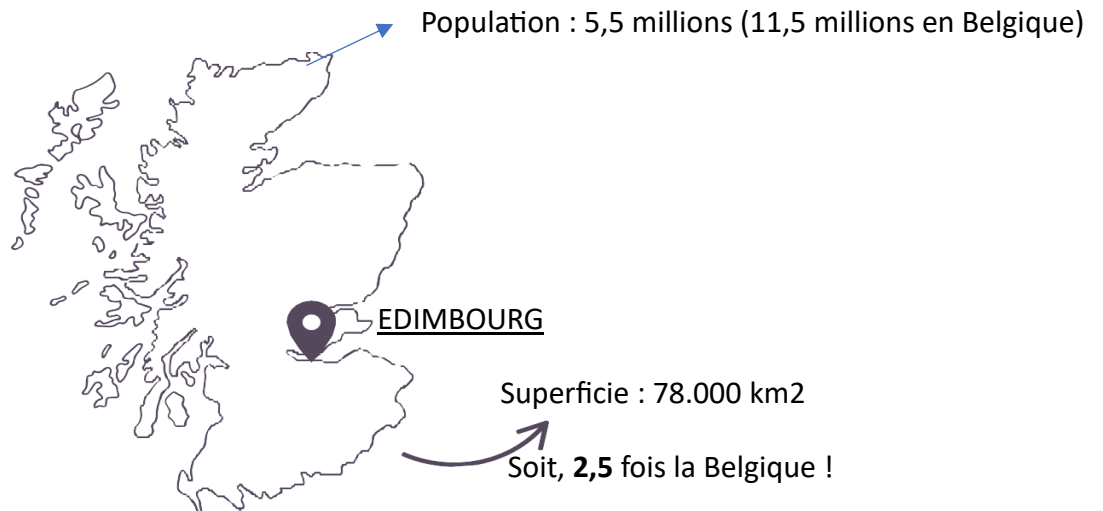 Population : 5,5 millions (11,5 millions en Belgique)
EDIMBOURG
Superficie : 78.000 km2
Soit, 2,5 fois la Belgique !